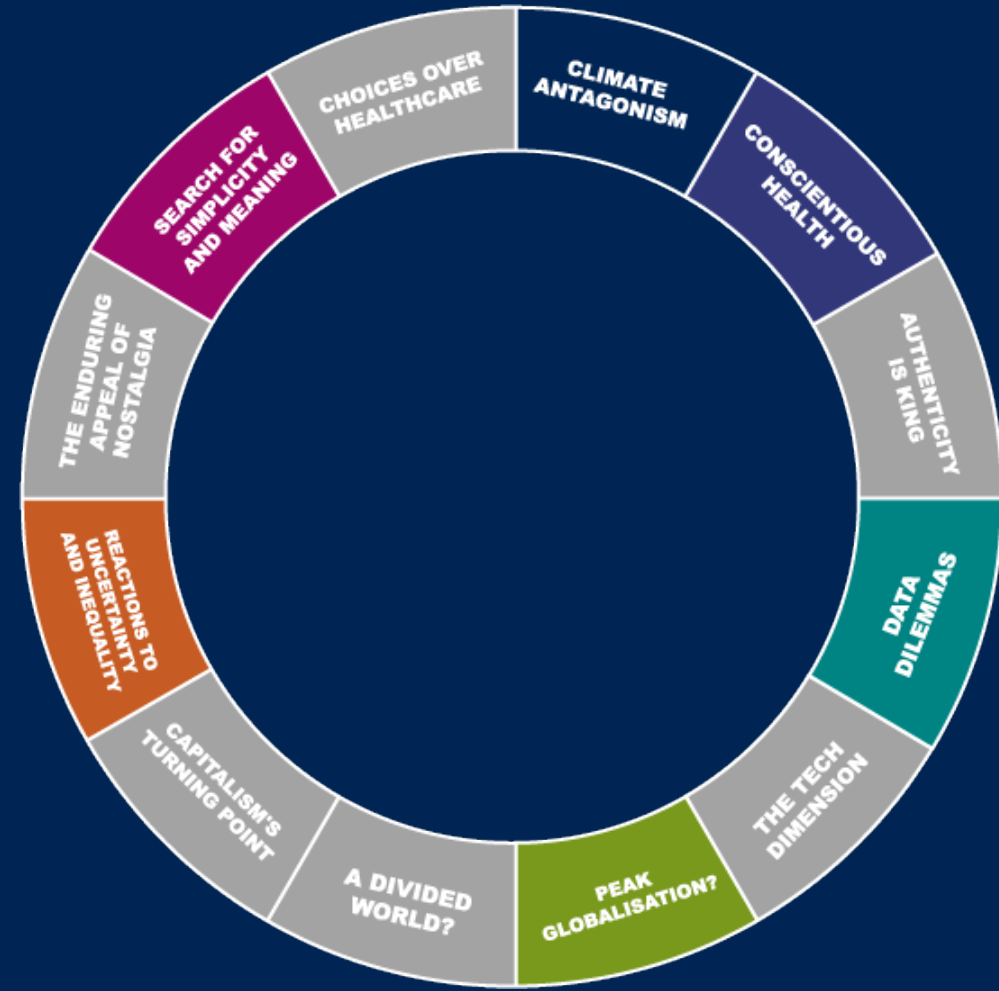 CLIMATE
ANTAGONISM
CONSCIENTIOUS
HEALTH
AUTHENTICITY
IS KING
DATA
DILEMMAS
THE TECH
DIMENSION
PEAK
GLOBALISATION?
A DIVIDED
WORLD?
CAPITALISM'S
TURNING POINT
REACTIONS TO
UNCERTAINTY
AND INEQUALITY
THE ENDURING
APPEAL OF
NOSTALGIA
SEARCH FOR
SIMPLICITY
AND MEANING
CHOICES OVER
HEALTHCARE